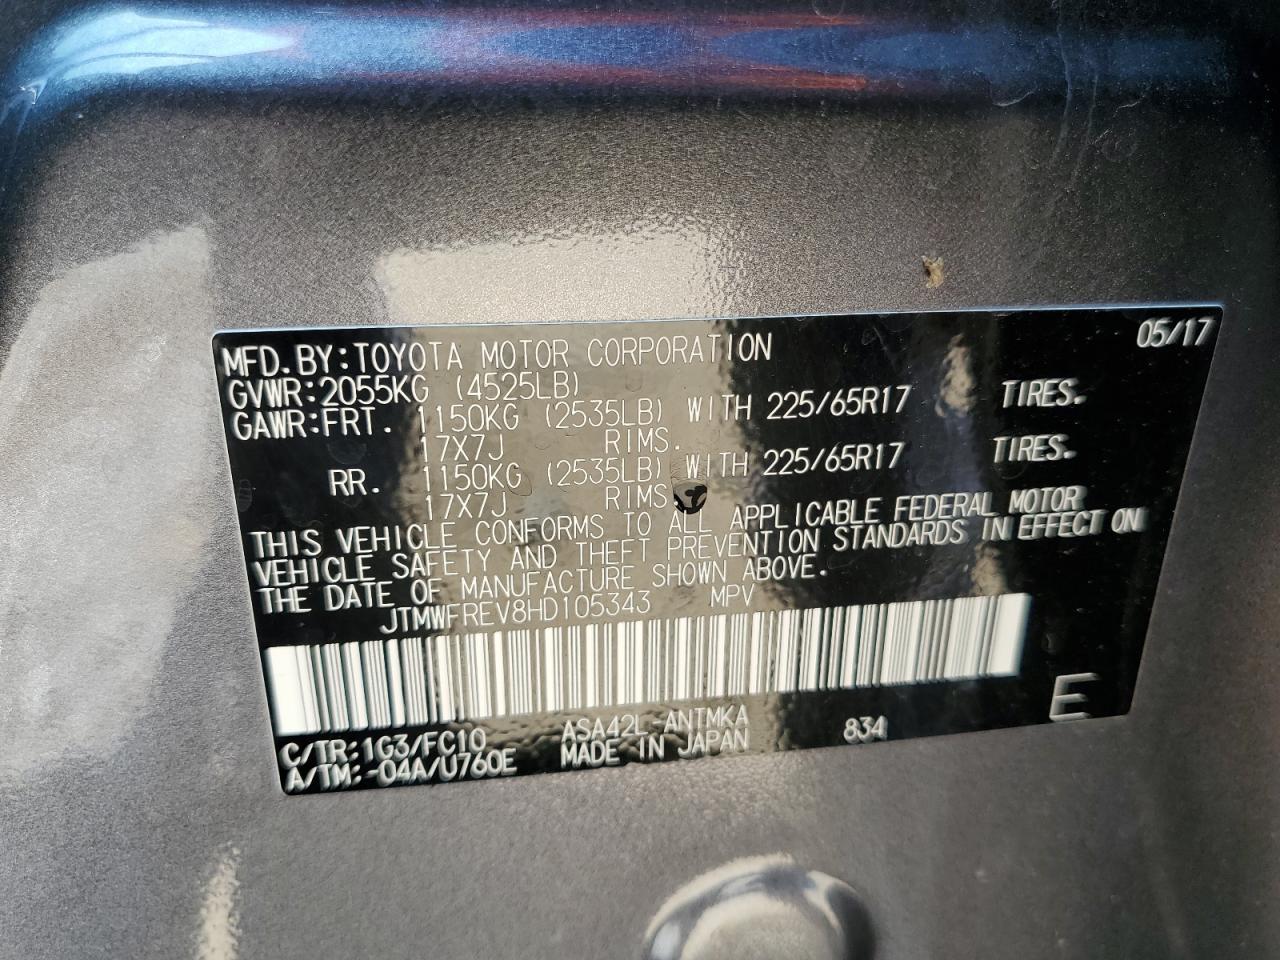 05/17
MFD.BY:TOYOTA MOTOR CORPORATION
GVWR:2055KG (4525LB)
GAWR:FRT. 1150KG (2535LB) WITH 225/65R17 TIRES.
17X7J RIMS.
RR. 1150KG (2535LB) WITH 225/65R17 TIRES.
17X7J RIMS.
THIS VEHICLE CONFORMS TO ALL APPLICABLE FEDERAL MOTOR
VEHICLE SAFETY AND THEFT PREVENTION STANDARDS IN EFFECT ON
THE DATE OF MANUFACTURE SHOWN ABOVE.
JTMWFREV8HD105343 MPV
E
C/TR:1G3/FC10 ASA42L-ANTMKA 834
A/TM:-04A/U760E MADE IN JAPAN